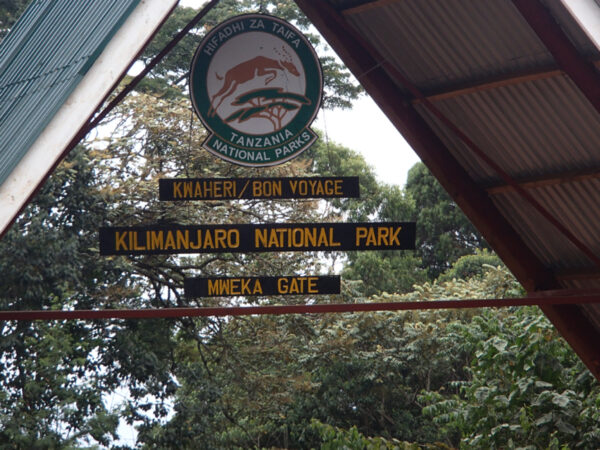 HIFADHI ZA TAIFA
TANZANIA
NATIONAL PARKS
KWAHERI/BON VOYAGE
KILIMANJARO NATIONAL PARK
MWEKA GATE